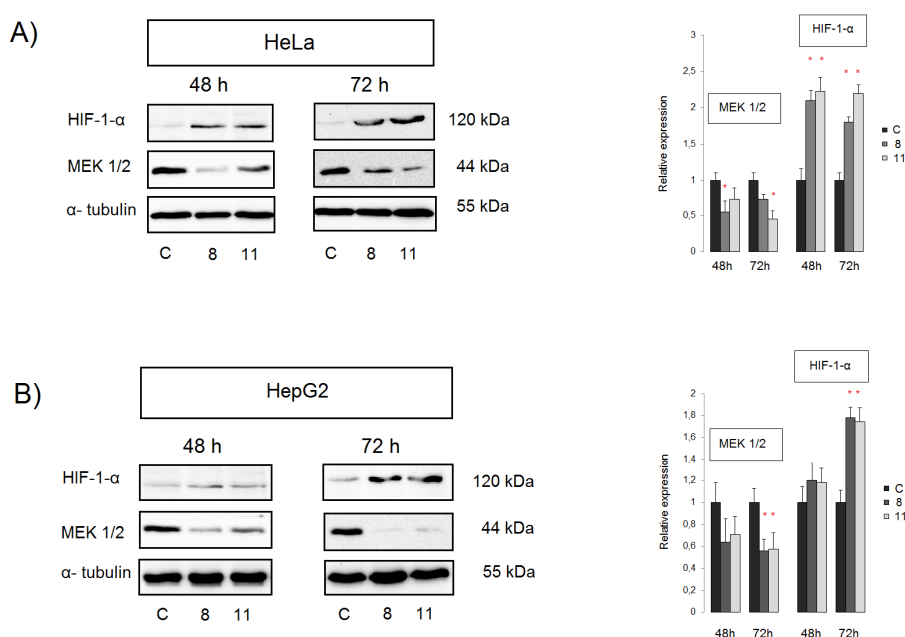 A)
HeLa
48 h
72 h
HIF-1-α
120 kDa
MEK 1/2
44 kDa
α- tubulin
55 kDa
C 8 11
C 8 11
HIF-1-α
MEK 1/2
Relative expression
3
2,5
2
1,5
1
0,5
0
* * * * * *
48h 72h 48h 72h
C
8
11
B)
HepG2
48 h
72 h
HIF-1-α
120 kDa
MEK 1/2
44 kDa
α- tubulin
55 kDa
C 8 11
C 8 11
HIF-1-α
MEK 1/2
Relative expression
2
1,8
1,6
1,4
1,2
1
0,8
0,6
0,4
0,2
0
* * * *
48h 72h 48h 72h
C
8
11